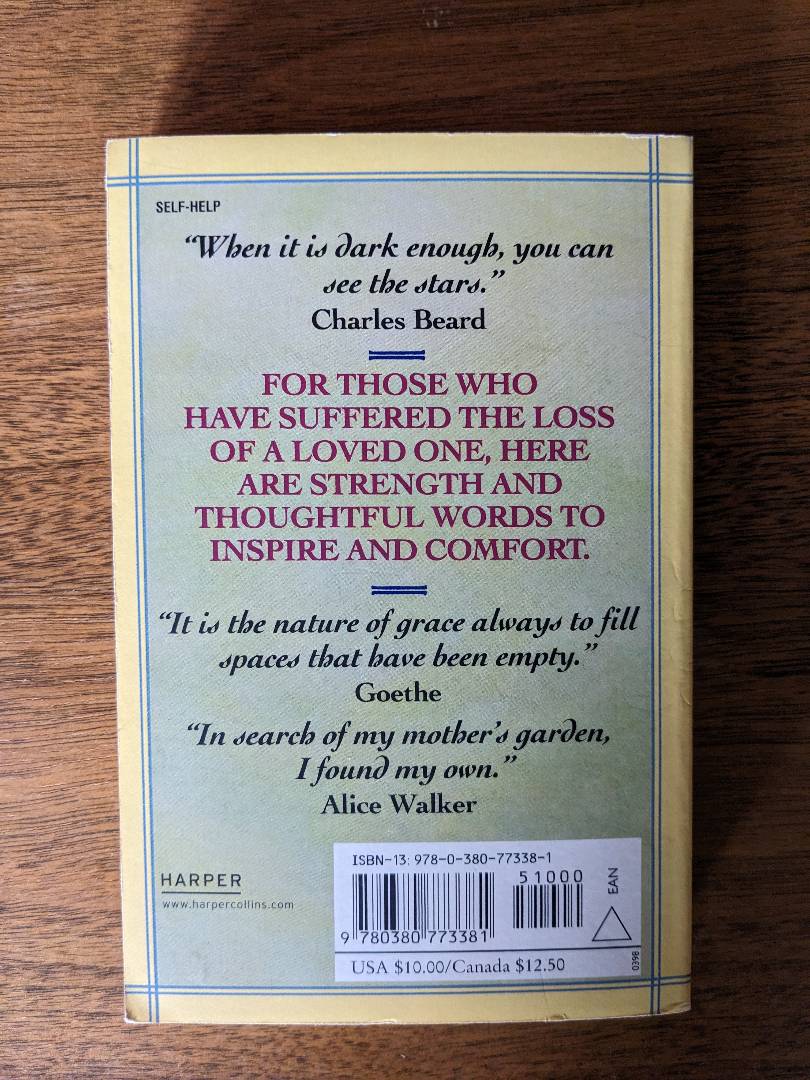 SELF-HELP
“When it is dark enough, you can
see the stars.”
Charles Beard
FOR THOSE WHO
HAVE SUFFERED THE LOSS
OF A LOVED ONE, HERE
ARE STRENGTH AND
THOUGHTFUL WORDS TO
INSPIRE AND COMFORT.
“It is the nature of grace always to fill
spaces that have been empty.”
Goethe
“In search of my mother’s garden,
I found my own.”
Alice Walker
HARPER
www.harpercollins.com
ISBN-13: 978-0-380-77338-1
51000
EAN
9 780380 773381
USA $10.00/Canada $12.50
0398